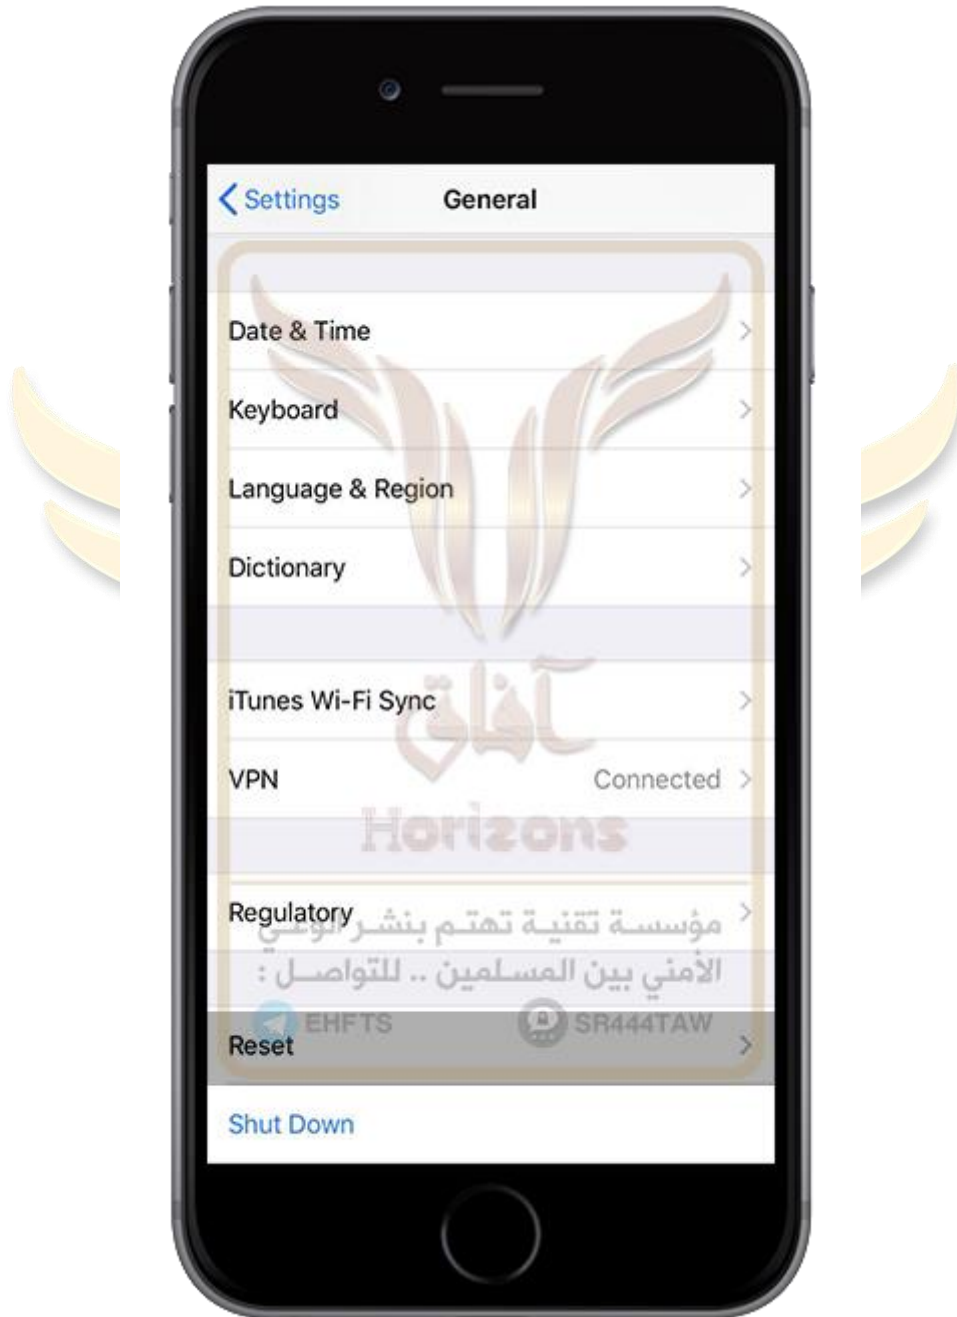 Settings General
Date & Time
Keyboard
Language & Region
Dictionary
آفاق
iTunes Wi-Fi Sync
VPN Connected
Horizons
Regulatory
مؤسسة تقنية تهتم بنشر الوعي
الأمني بين المسلمين .. للتواصل :
EHFTS SR444TAW
Reset
Shut Down